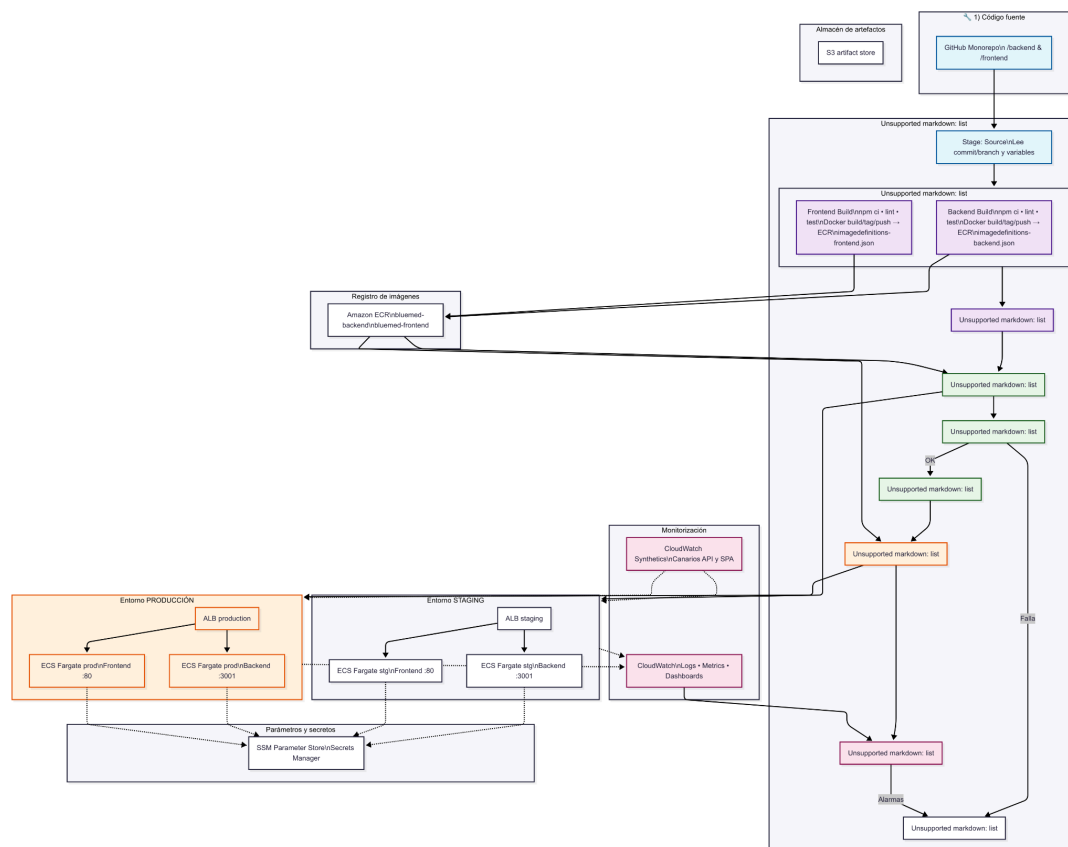 🔧 1) Código fuente
GitHub Monorepo\n /backend &
/frontend
Almacén de artefactos
S3 artifact store
Unsupported markdown: list
Stage: Source\nLee
commit/branch y variables
Unsupported markdown: list
Frontend Build\nnpm ci • lint •
test\nDocker build/tag/push →
ECR\nimagedefinitions-
frontend.json
Backend Build\nnpm ci • lint •
test\nDocker build/tag/push →
ECR\nimagedefinitions-
backend.json
Registro de imágenes
Amazon ECR\nbluemed-
backend\nbluemed-frontend
Unsupported markdown: list
Unsupported markdown: list
Unsupported markdown: list
OK
Unsupported markdown: list
Monitorización
CloudWatch
Synthetics\nCanarios API y SPA
Unsupported markdown: list
Entorno PRODUCCIÓN
ALB production
ECS Fargate prod\nFrontend
:80
ECS Fargate prod\nBackend
:3001
Entorno STAGING
ALB staging
ECS Fargate stg\nFrontend :80
ECS Fargate stg\nBackend
:3001
CloudWatch\nLogs • Metrics •
Dashboards
Falla
Parámetros y secretos
SSM Parameter Store\nSecrets
Manager
Unsupported markdown: list
Alarmas
Unsupported markdown: list